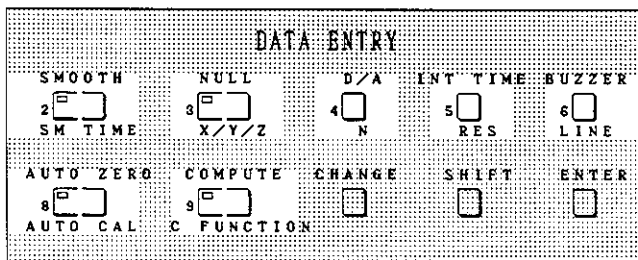 DATA ENTRY
SMOOTH NULL D/A INT TIME BUZZER
2 3 4 5 6
SM TIME X/Y/Z N RES LINE
AUTO ZERO COMPUTE CHANGE SHIFT ENTER
8 9
AUTO CAL C FUNCTION